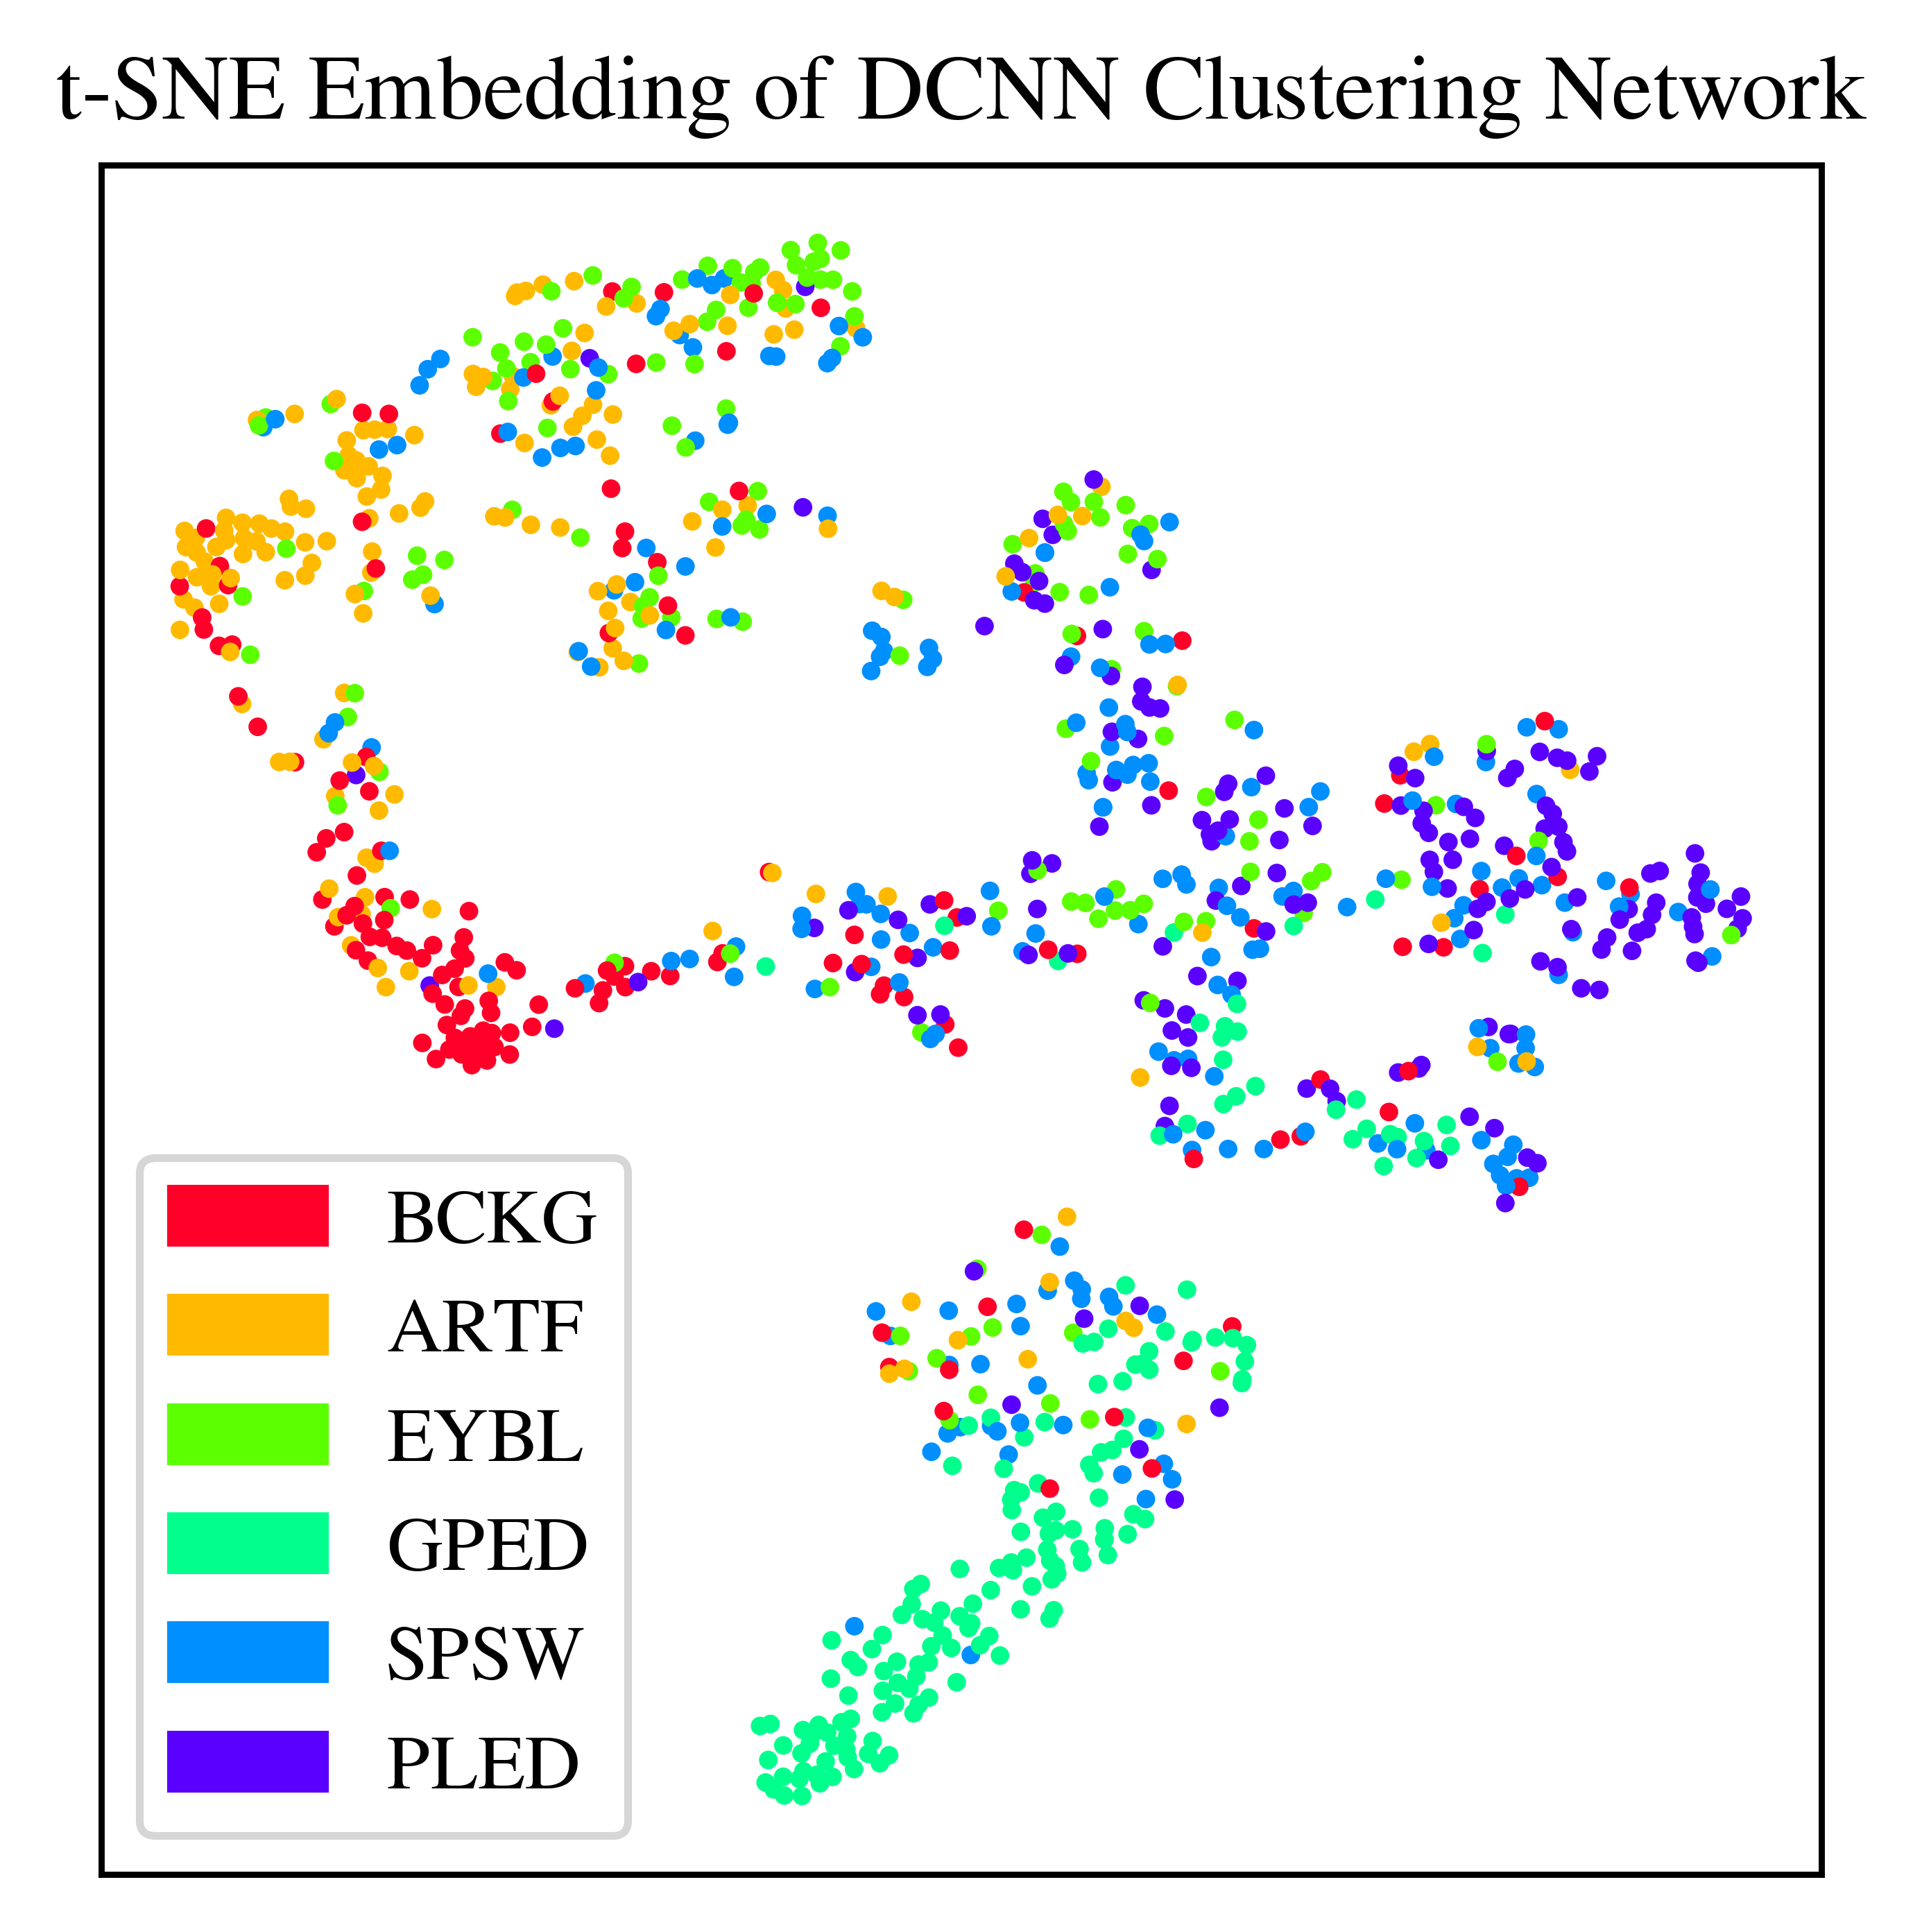 t-SNE Embedding of DCNN Clustering Network
BCKG
ARTF
EYBL
GPED
SPSW
PLED